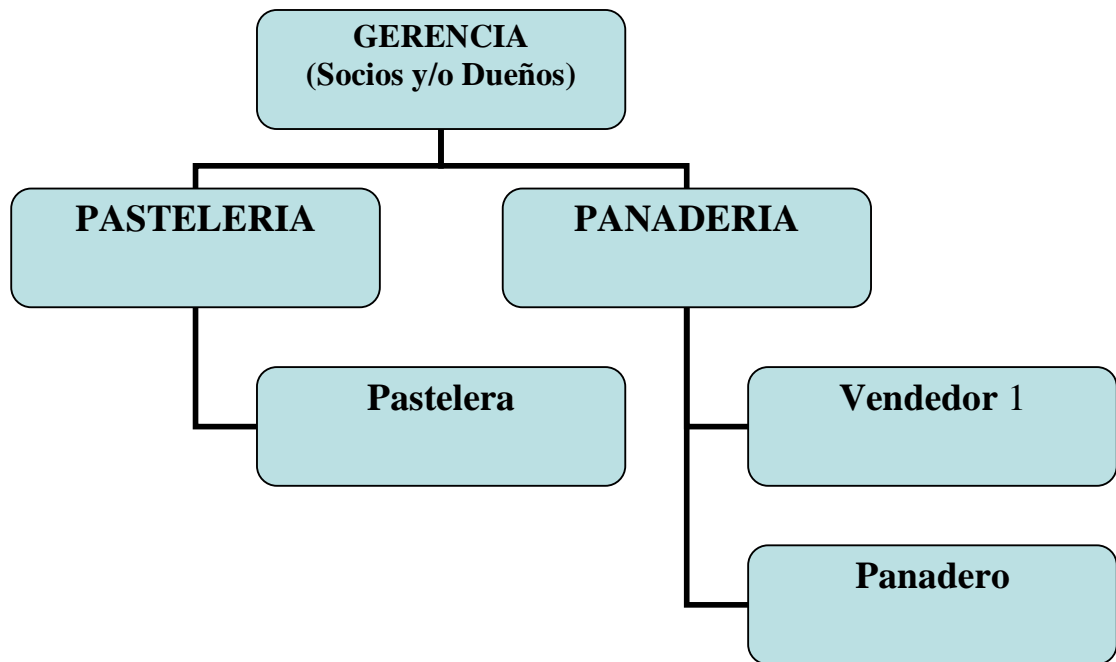 GERENCIA
(Socios y/o Dueños)
PASTELERIA
PANADERIA
Pastelera
Vendedor 1
Panadero